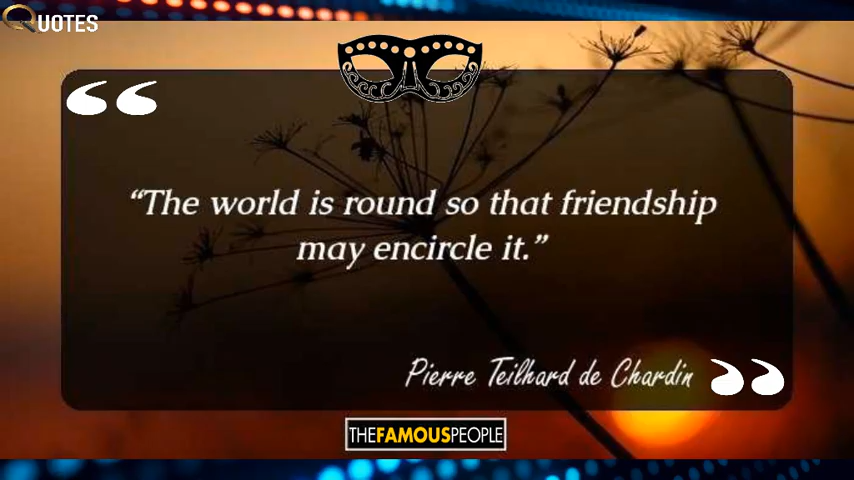 QUOTES
“The world is round so that friendship
may encircle it.”
Pierre Teilhard de Chardin
THEFAMOUSPEOPLE